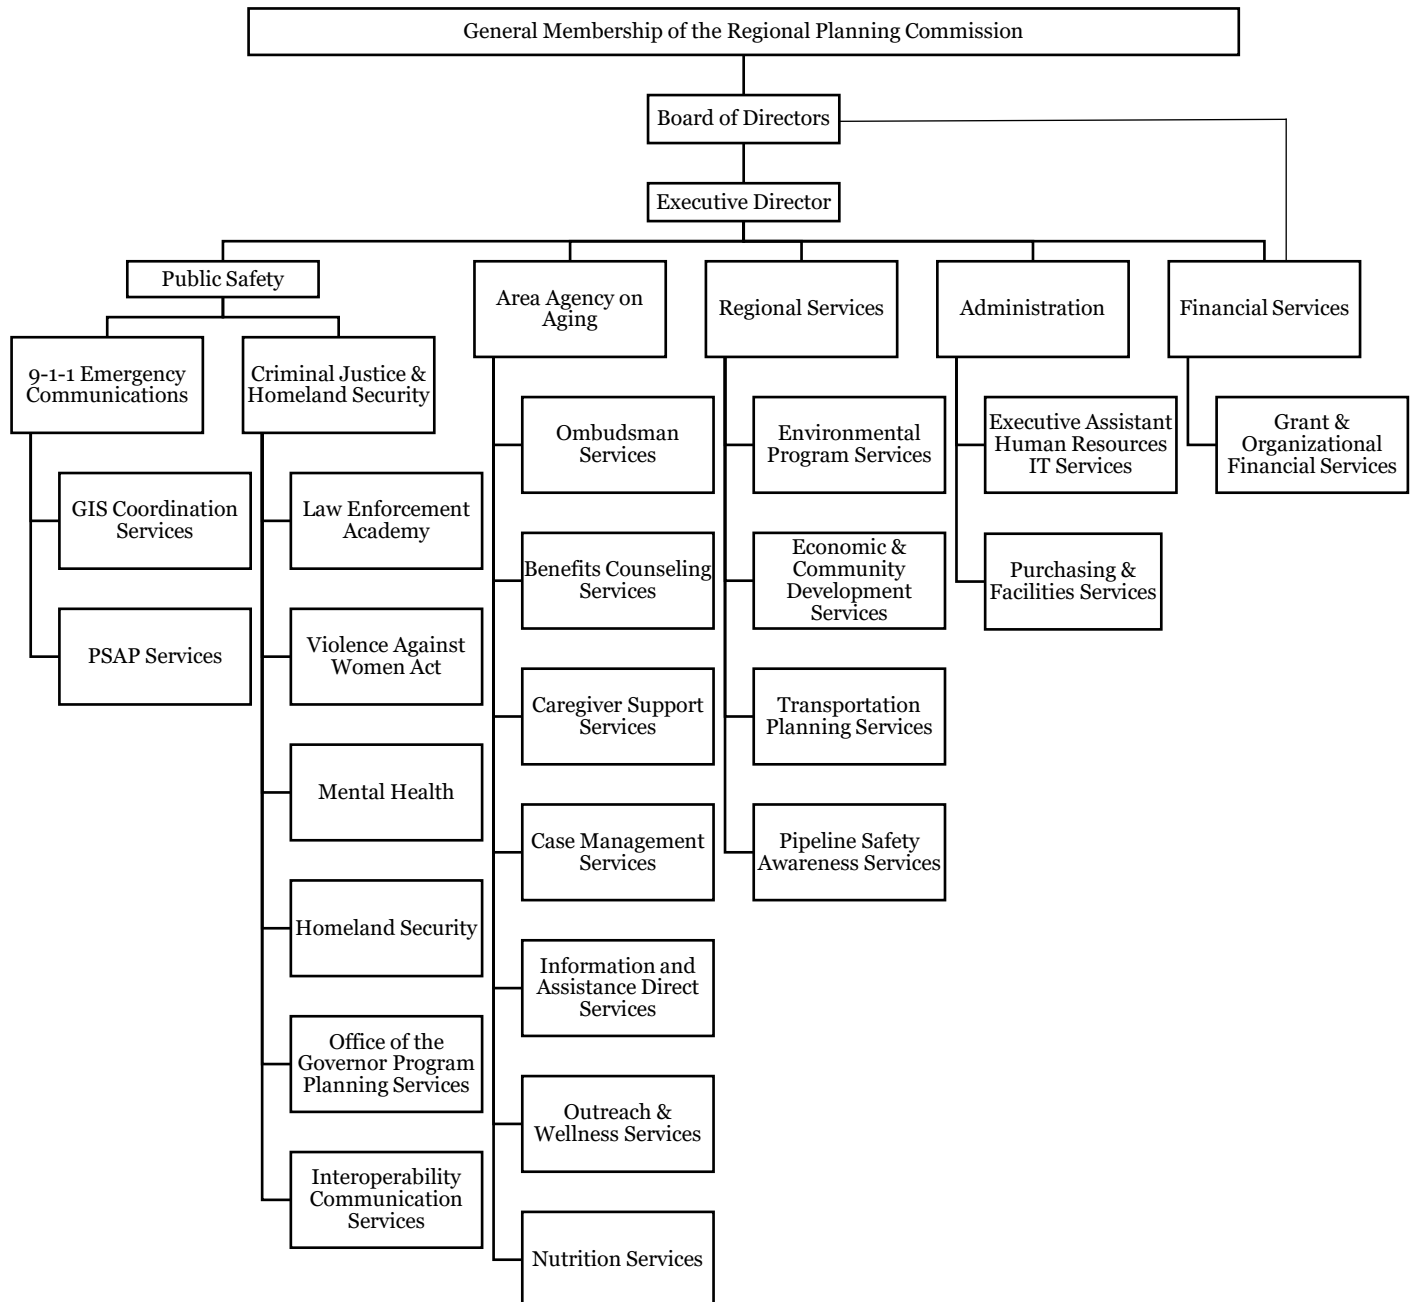 General Membership of the Regional Planning Commission
Board of Directors
Executive Director
Public Safety
9-1-1 Emergency
Communications
GIS Coordination
Services
PSAP Services
Criminal Justice &
Homeland Security
Law Enforcement
Academy
Violence Against
Women Act
Mental Health
Homeland Security
Office of the
Governor Program
Planning Services
Interoperability
Communication
Services
Area Agency on
Aging
Ombudsman
Services
Benefits Counseling
Services
Caregiver Support
Services
Case Management
Services
Information and
Assistance Direct
Services
Outreach &
Wellness Services
Nutrition Services
Regional Services
Environmental
Program Services
Economic &
Community
Development
Services
Transportation
Planning Services
Pipeline Safety
Awareness Services
Administration
Executive Assistant
Human Resources
IT Services
Purchasing &
Facilities Services
Financial Services
Grant &
Organizational
Financial Services